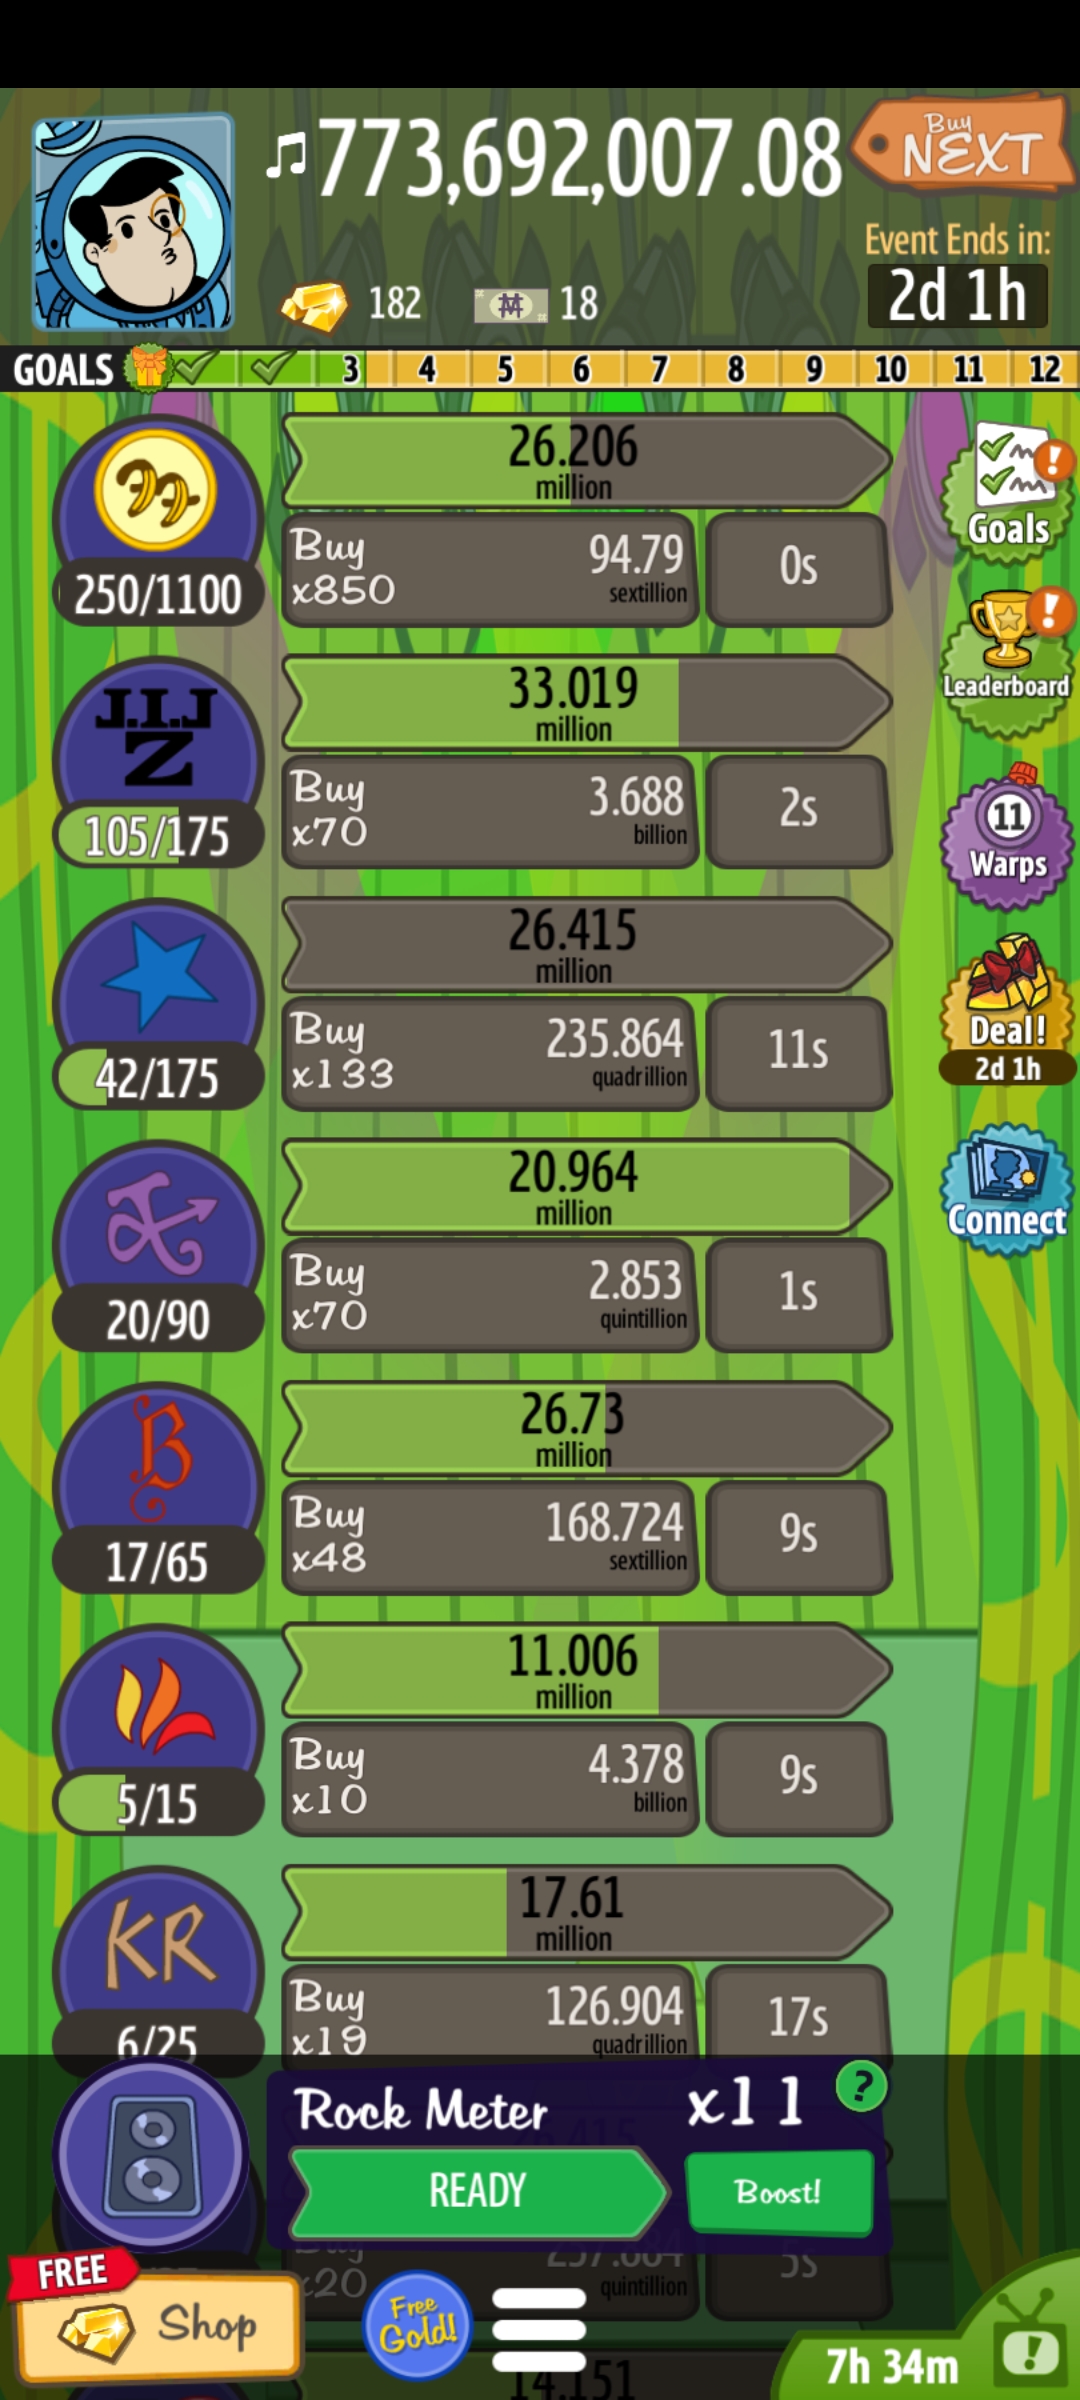 773,692,007.08
Buy
NEXT
Event Ends in:
2d 1h
182
18
GOALS 3 4 5 6 7 8 9 10 11 12
26.206
million
250/1100
Buy
x850
94.79
sextillion
0s
Goals
Leaderboard
J.I.J
Z
33.019
million
105/175
Buy
x70
3.688
billion
2s
11
Warps
26.415
million
42/175
Buy
x133
235.864
quadrillion
11s
Deal!
2d 1h
20.964
million
20/90
Buy
x70
2.853
quintillion
1s
Connect
B
26.73
million
17/65
Buy
x48
168.724
sextillion
9s
11.006
million
5/15
Buy
x10
4.378
billion
9s
KR
17.61
million
6/25
Buy
x19
126.904
quadrillion
17s
Rock Meter
x11
?
READY
Boost!
Buy
x20
257.884
quintillion
5s
FREE
Shop
Free
Gold!
14.151
7h 34m